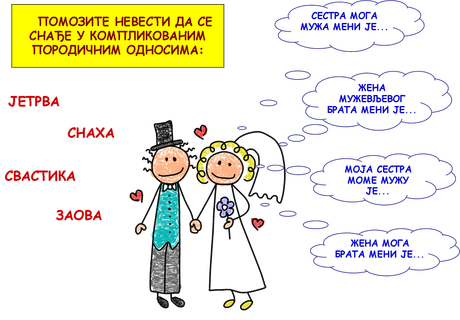 ПОМОЗИТЕ НЕВЕСТИ ДА СЕ
СНАЂЕ У КОМПЛИКОВАНИМ
ПОРОДИЧНИМ ОДНОСИМА:
СЕСТРА МОГА
МУЖА МЕНИ ЈЕ...
ЖЕНА
МУЖЕВЉЕВОГ
БРАТА МЕНИ ЈЕ...
МОЈА СЕСТРА
МОМЕ МУЖУ
ЈЕ...
ЖЕНА МОГА
БРАТА МЕНИ ЈЕ...
ЈЕТРВА
СНАХА
СВАСТИКА
ЗАОВА